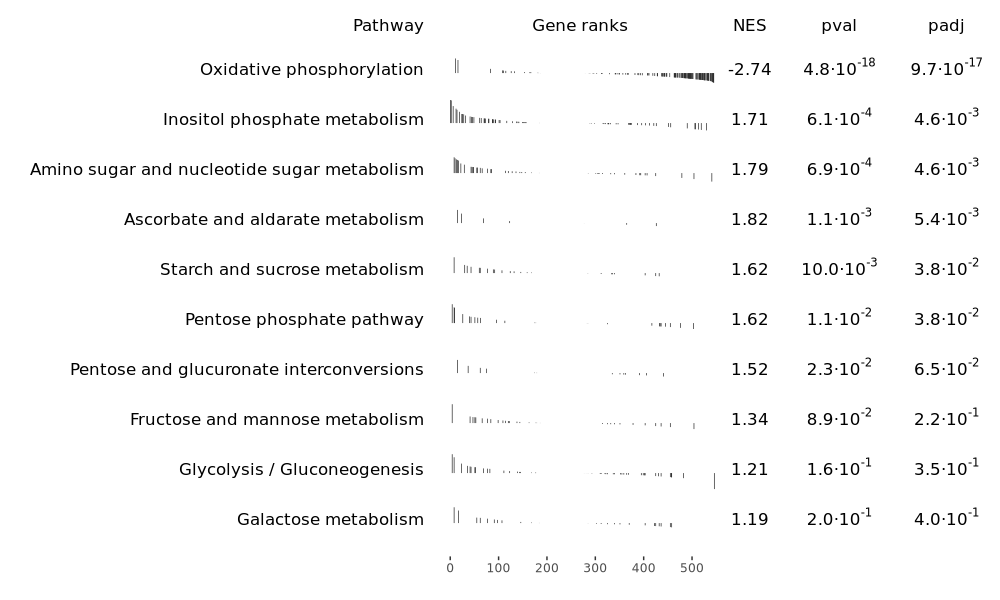 Pathway Gene ranks NES pval padj
Oxidative phosphorylation -2.74 4.8·10^-18 9.7·10^-17
Inositol phosphate metabolism 1.71 6.1·10^-4 4.6·10^-3
Amino sugar and nucleotide sugar metabolism 1.79 6.9·10^-4 4.6·10^-3
Ascorbate and aldarate metabolism 1.82 1.1·10^-3 5.4·10^-3
Starch and sucrose metabolism 1.62 10.0·10^-3 3.8·10^-2
Pentose phosphate pathway 1.62 1.1·10^-2 3.8·10^-2
Pentose and glucuronate interconversions 1.52 2.3·10^-2 6.5·10^-2
Fructose and mannose metabolism 1.34 8.9·10^-2 2.2·10^-1
Glycolysis / Gluconeogenesis 1.21 1.6·10^-1 3.5·10^-1
Galactose metabolism 1.19 2.0·10^-1 4.0·10^-1
0 100 200 300 400 500